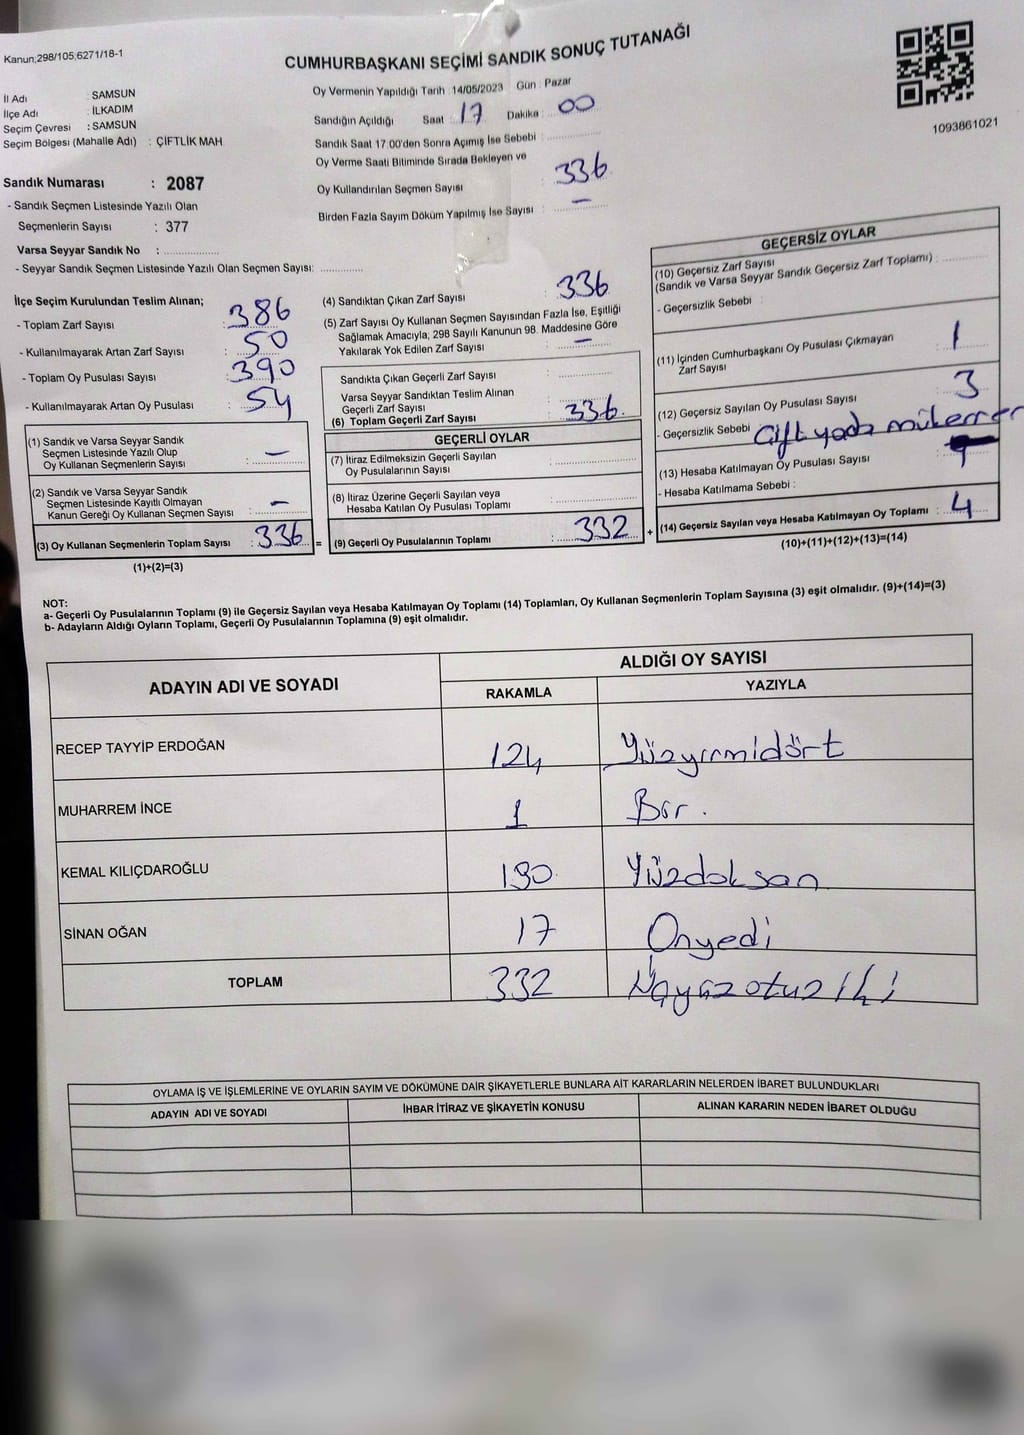 Kanun;298/105,6271/18-1
CUMHURBAŞKANI SEÇİMİ SANDIK SONUÇ TUTANAĞI
1093861021
İl Adı : SAMSUN
İlçe Adı : İLKADIM
Seçim Çevresi : SAMSUN
Seçim Bölgesi (Mahalle Adı) : ÇİFTLİK MAH
Sandık Numarası : 2087
- Sandık Seçmen Listesinde Yazılı Olan
Seçmenlerin Sayısı : 377
Varsa Seyyar Sandık No :
- Seyyar Sandık Seçmen Listesinde Yazılı Olan Seçmen Sayısı:
Oy Vermenin Yapıldığı Tarih :14/05/2023 Gün : Pazar
Sandığın Açıldığı Saat : 17 Dakika : 00
Sandık Saat 17.00'den Sonra Açımış İse Sebebi :
Oy Verme Saati Bitiminde Sırada Bekleyen ve
Oy Kullandırılan Seçmen Sayısı : 336
Birden Fazla Sayım Döküm Yapılmış İse Sayısı : –
İlçe Seçim Kurulundan Teslim Alınan;
- Toplam Zarf Sayısı : 386
- Kullanılmayarak Artan Zarf Sayısı : 50
- Toplam Oy Pusulası Sayısı : 390
- Kullanılmayarak Artan Oy Pusulası : 54
(1) Sandık ve Varsa Seyyar Sandık
Seçmen Listesinde Yazılı Olup
Oy Kullanan Seçmenlerin Sayısı : –
(2) Sandık ve Varsa Seyyar Sandık
Seçmen Listesinde Kayıtlı Olmayan
Kanun Gereği Oy Kullanan Seçmen Sayısı : –
(3) Oy Kullanan Seçmenlerin Toplam Sayısı : 336 =
(1)+(2)=(3)
(4) Sandıktan Çıkan Zarf Sayısı : 336
(5) Zarf Sayısı Oy Kullanan Seçmen Sayısından Fazla İse, Eşitliği
Sağlamak Amacıyla; 298 Sayılı Kanunun 98. Maddesine Göre
Yakılarak Yok Edilen Zarf Sayısı : –
Sandıkta Çıkan Geçerli Zarf Sayısı :
Varsa Seyyar Sandıktan Teslim Alınan
Geçerli Zarf Sayısı :
(6) Toplam Geçerli Zarf Sayısı : 336
GEÇERLİ OYLAR
(7) İtiraz Edilmeksizin Geçerli Sayılan
Oy Pusulalarının Sayısı :
(8) İtiraz Üzerine Geçerli Sayılan veya
Hesaba Katılan Oy Pusulası Toplamı :
(9) Geçerli Oy Pusulalarının Toplamı : 332 +
GEÇERSİZ OYLAR
(10) Geçersiz Zarf Sayısı
(Sandık ve Varsa Seyyar Sandık Geçersiz Zarf Toplamı) :
- Geçersizlik Sebebi :
(11) İçinden Cumhurbaşkanı Oy Pusulası Çıkmayan
Zarf Sayısı : 1
(12) Geçersiz Sayılan Oy Pusulası Sayısı : 3
- Geçersizlik Sebebi Çift yada mükerrer
(13) Hesaba Katılmayan Oy Pusulası Sayısı :
- Hesaba Katılmama Sebebi :
(14) Geçersiz Sayılan veya Hesaba Katılmayan Oy Toplamı : 4
(10)+(11)+(12)+(13)=(14)
NOT:
a- Geçerli Oy Pusulalarının Toplamı (9) ile Geçersiz Sayılan veya Hesaba Katılmayan Oy Toplamı (14) Toplamları, Oy Kullanan Seçmenlerin Toplam Sayısına (3) eşit olmalıdır. (9)+(14)=(3)
b- Adayların Aldığı Oyların Toplamı, Geçerli Oy Pusulalarının Toplamına (9) eşit olmalıdır.
ADAYIN ADI VE SOYADI
ALDIĞI OY SAYISI
RAKAMLA YAZIYLA
RECEP TAYYİP ERDOĞAN 124 Yüzyirmidört
MUHARREM İNCE 1 Bir.
KEMAL KILIÇDAROĞLU 190 Yüzdoksan
SİNAN OĞAN 17 Onyedi
TOPLAM 332 Üçyüzotuziki
OYLAMA İŞ VE İŞLEMLERİNE VE OYLARIN SAYIM VE DÖKÜMÜNE DAİR ŞİKAYETLERLE BUNLARA AİT KARARLARIN NELERDEN İBARET BULUNDUKLARI
ADAYIN ADI VE SOYADI İHBAR İTİRAZ VE ŞİKAYETİN KONUSU ALINAN KARARIN NEDEN İBARET OLDUĞU